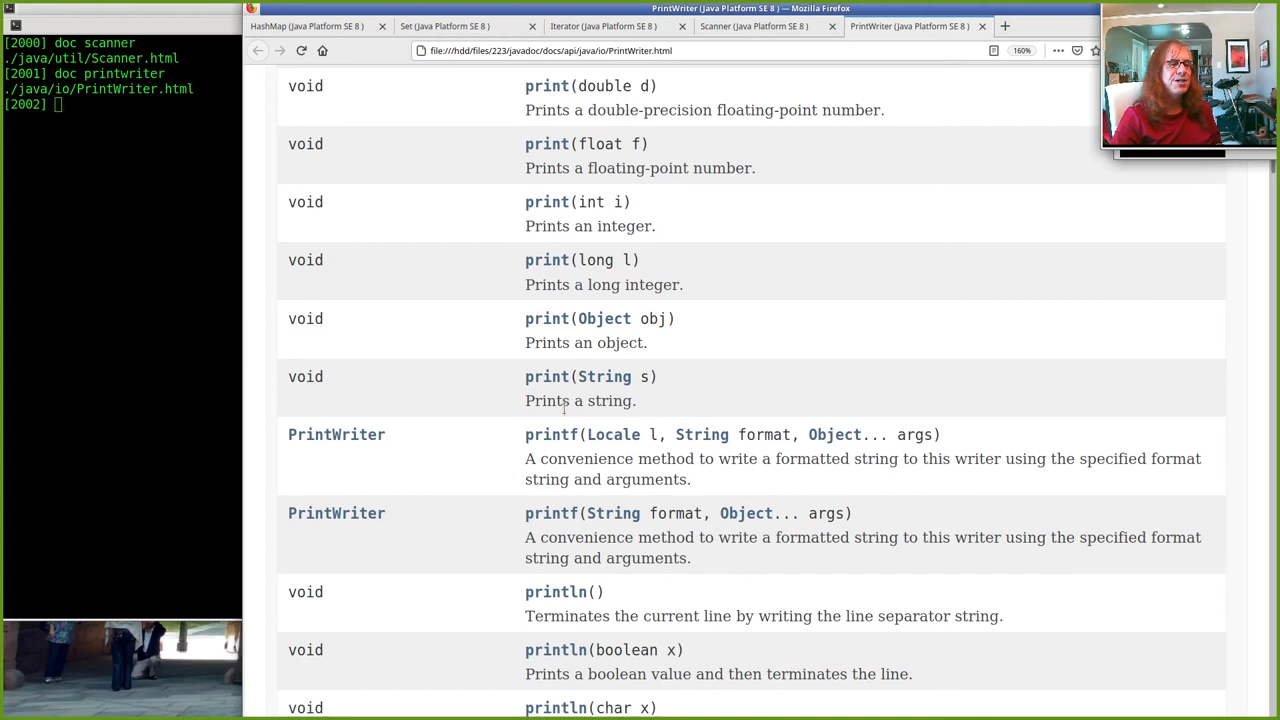 PrintWriter (Java Platform SE 8 ) — Mozilla Firefox
HashMap (Java Platform SE 8 )
Set (Java Platform SE 8 )
Iterator (Java Platform SE 8 )
Scanner (Java Platform SE 8 )
PrintWriter (Java Platform SE 8 )
file:///hdd/files/223/javadoc/docs/api/java/io/PrintWriter.html
160%
[2000] doc scanner
./java/util/Scanner.html
[2001] doc printwriter
./java/io/PrintWriter.html
[2002]
void print(double d)
Prints a double-precision floating-point number.
void print(float f)
Prints a floating-point number.
void print(int i)
Prints an integer.
void print(long l)
Prints a long integer.
void print(Object obj)
Prints an object.
void print(String s)
Prints a string.
PrintWriter printf(Locale l, String format, Object... args)
A convenience method to write a formatted string to this writer using the specified format
string and arguments.
PrintWriter printf(String format, Object... args)
A convenience method to write a formatted string to this writer using the specified format
string and arguments.
void println()
Terminates the current line by writing the line separator string.
void println(boolean x)
Prints a boolean value and then terminates the line.
void println(char x)